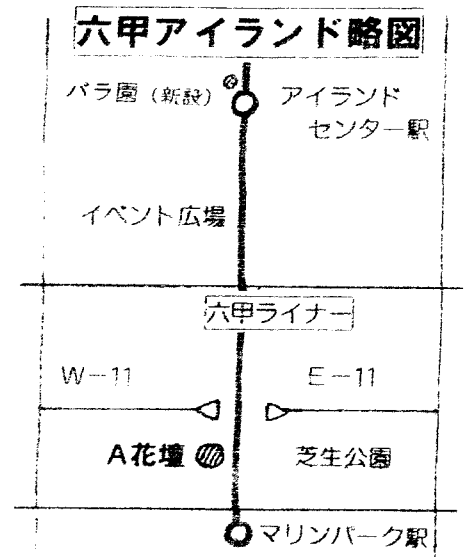 六甲アイランド略図
バラ園（新設）
アイランド
センター駅
イベント広場
六甲ライナー
W－11
E－11
A花壇
芝生公園
マリンパーク駅